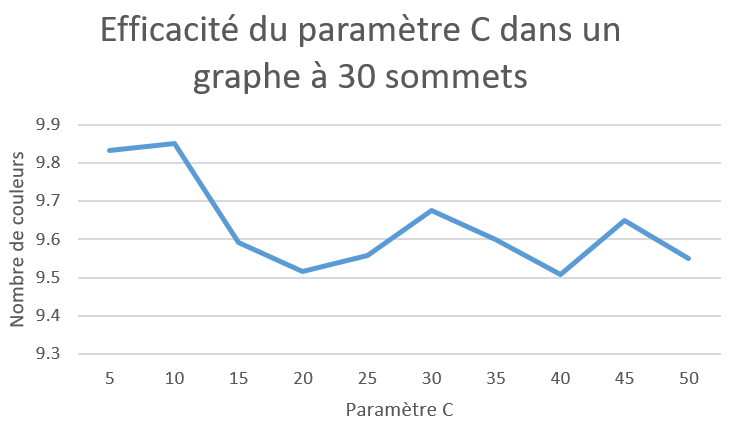 Efficacité du paramètre C dans un
graphe à 30 sommets
Nombre de couleurs
9.9
9.8
9.7
9.6
9.5
9.4
9.3
5 10 15 20 25 30 35 40 45 50
Paramètre C